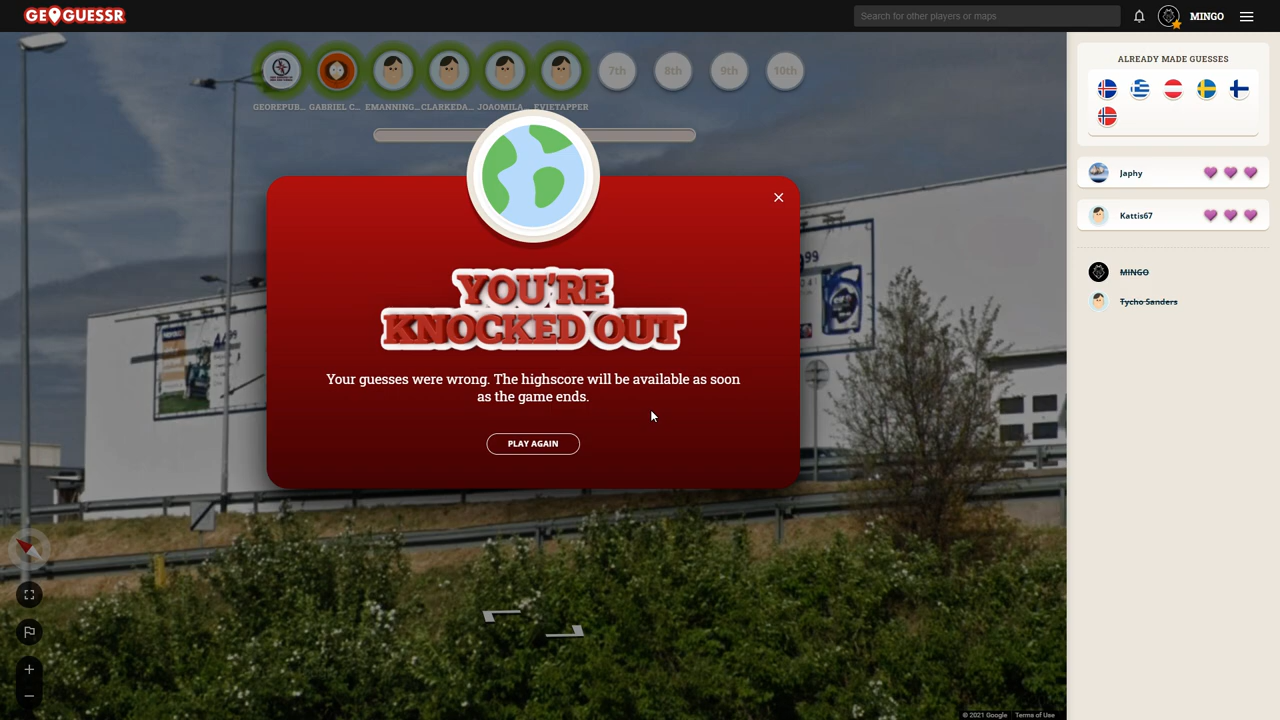 GEOGUESSR
Search for other players or maps
MINGO
7th
8th
9th
10th
GEOREPUB...
GABRIEL C...
EMANNING...
CLARKEDA...
JOAOMILA...
EVIETAPPER
YOU'RE
KNOCKED OUT
Your guesses were wrong. The highscore will be available as soon
as the game ends.
PLAY AGAIN
ALREADY MADE GUESSES
Japhy
Kattis67
MINGO
Tycho Sanders
© 2021 Google
Terms of Use